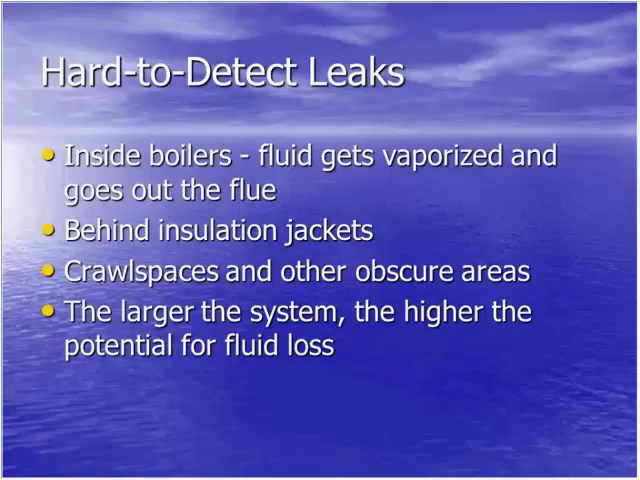 Hard-to-Detect Leaks
Inside boilers - fluid gets vaporized and
goes out the flue
Behind insulation jackets
Crawlspaces and other obscure areas
The larger the system, the higher the
potential for fluid loss